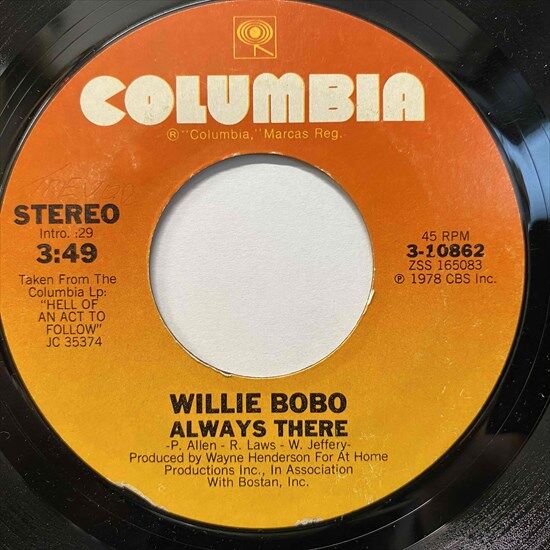 COLUMBIA
® "Columbia," Marcas Reg.
STEREO
Intro. :29
3:49
Taken From The
Columbia Lp:
"HELL OF
AN ACT TO
FOLLOW"
JC 35374
45 RPM
3-10862
ZSS 165083
℗ 1978 CBS Inc.
WILLIE BOBO
ALWAYS THERE
-P. Allen - R. Laws - W. Jeffery-
Produced by Wayne Henderson For At Home
Productions Inc., In Association
With Bostan, Inc.